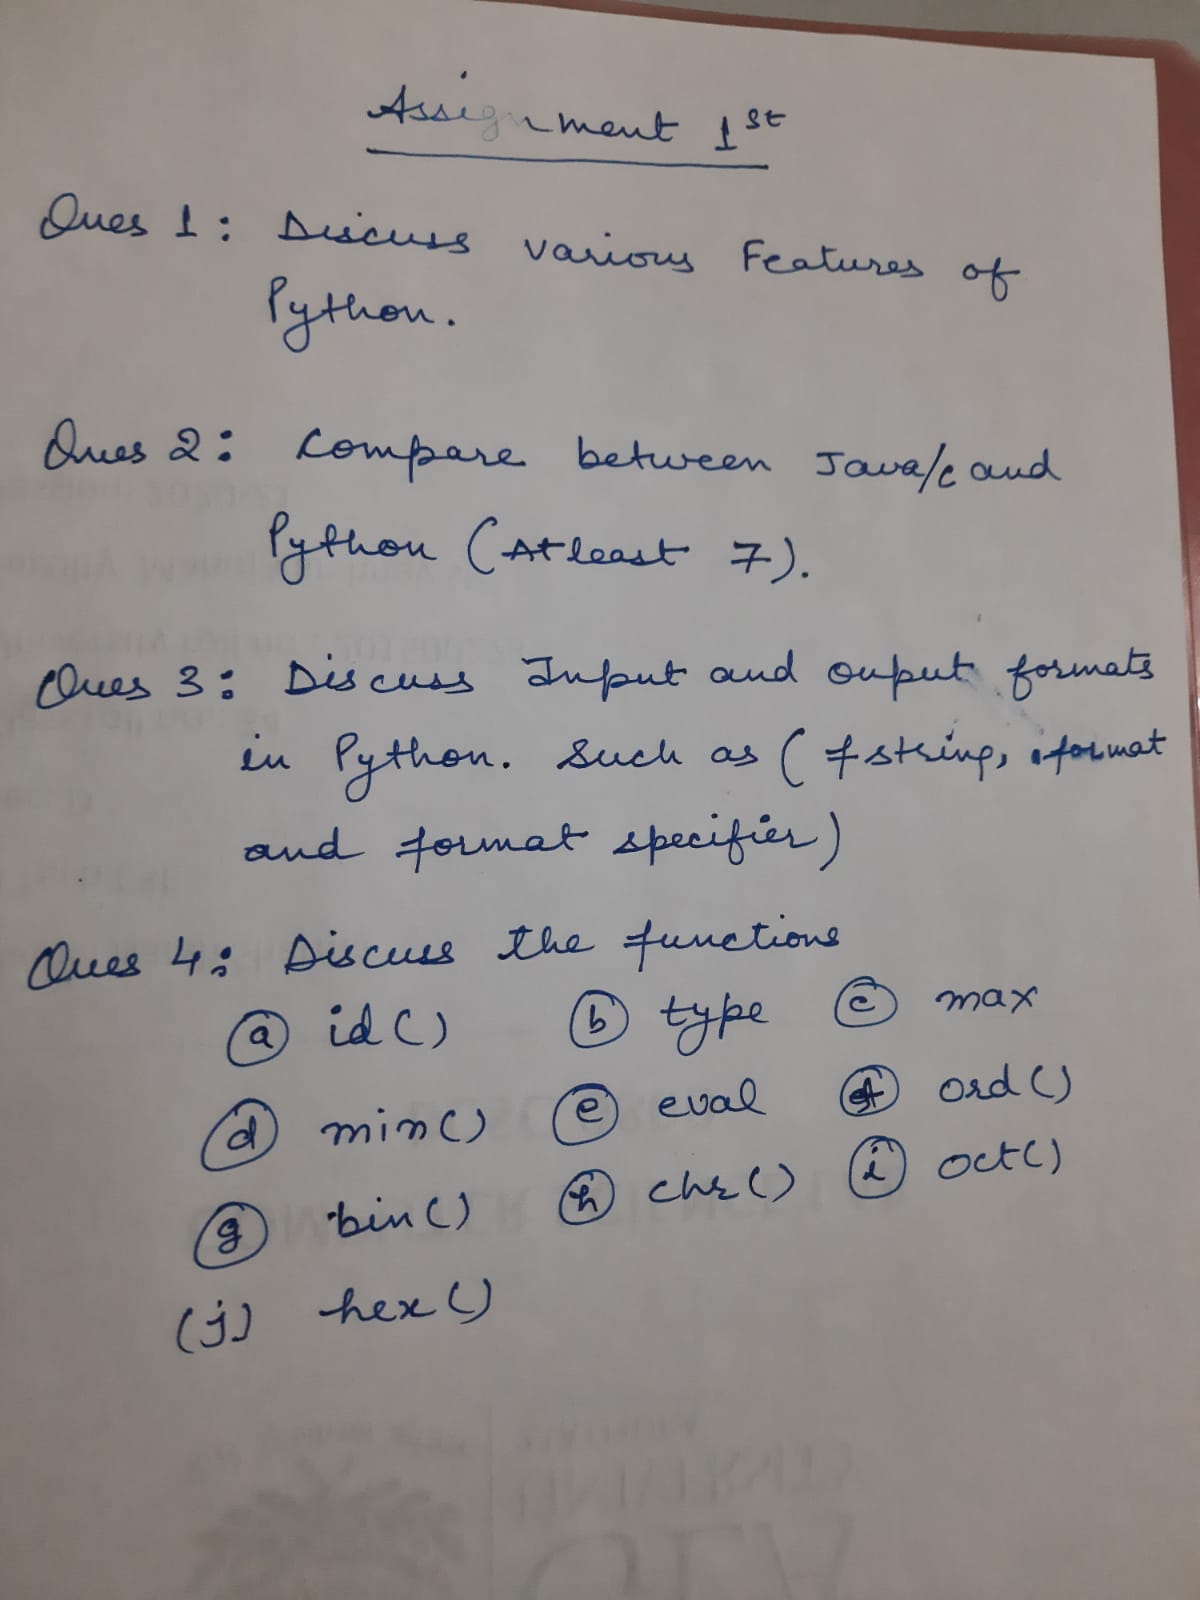 Assignment 1st
Ques 1: Discuss various Features of
Python.
Ques 2: Compare between Java/c and
Python (Atleast 7).
Ques 3: Discuss Input and Ouput formats
in Python. Such as (f string, .format
and format specifier)
Ques 4: Discuss the functions
a id() b type c max
d min() e eval f ord()
g bin() h chr() i oct()
(j) hex()